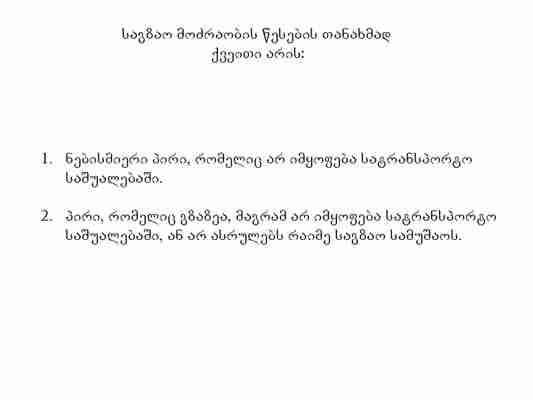 საგზაო მოძრაობის წესების თანახმად
ქვეითი არის:
1. ნებისმიერი პირი, რომელიც არ იმყოფება სატრანსპორტო
საშუალებაში.
2. პირი, რომელიც გზაზეა, მაგრამ არ იმყოფება სატრანსპორტო
საშუალებაში, ან არ ასრულებს რაიმე საგზაო სამუშაოს.